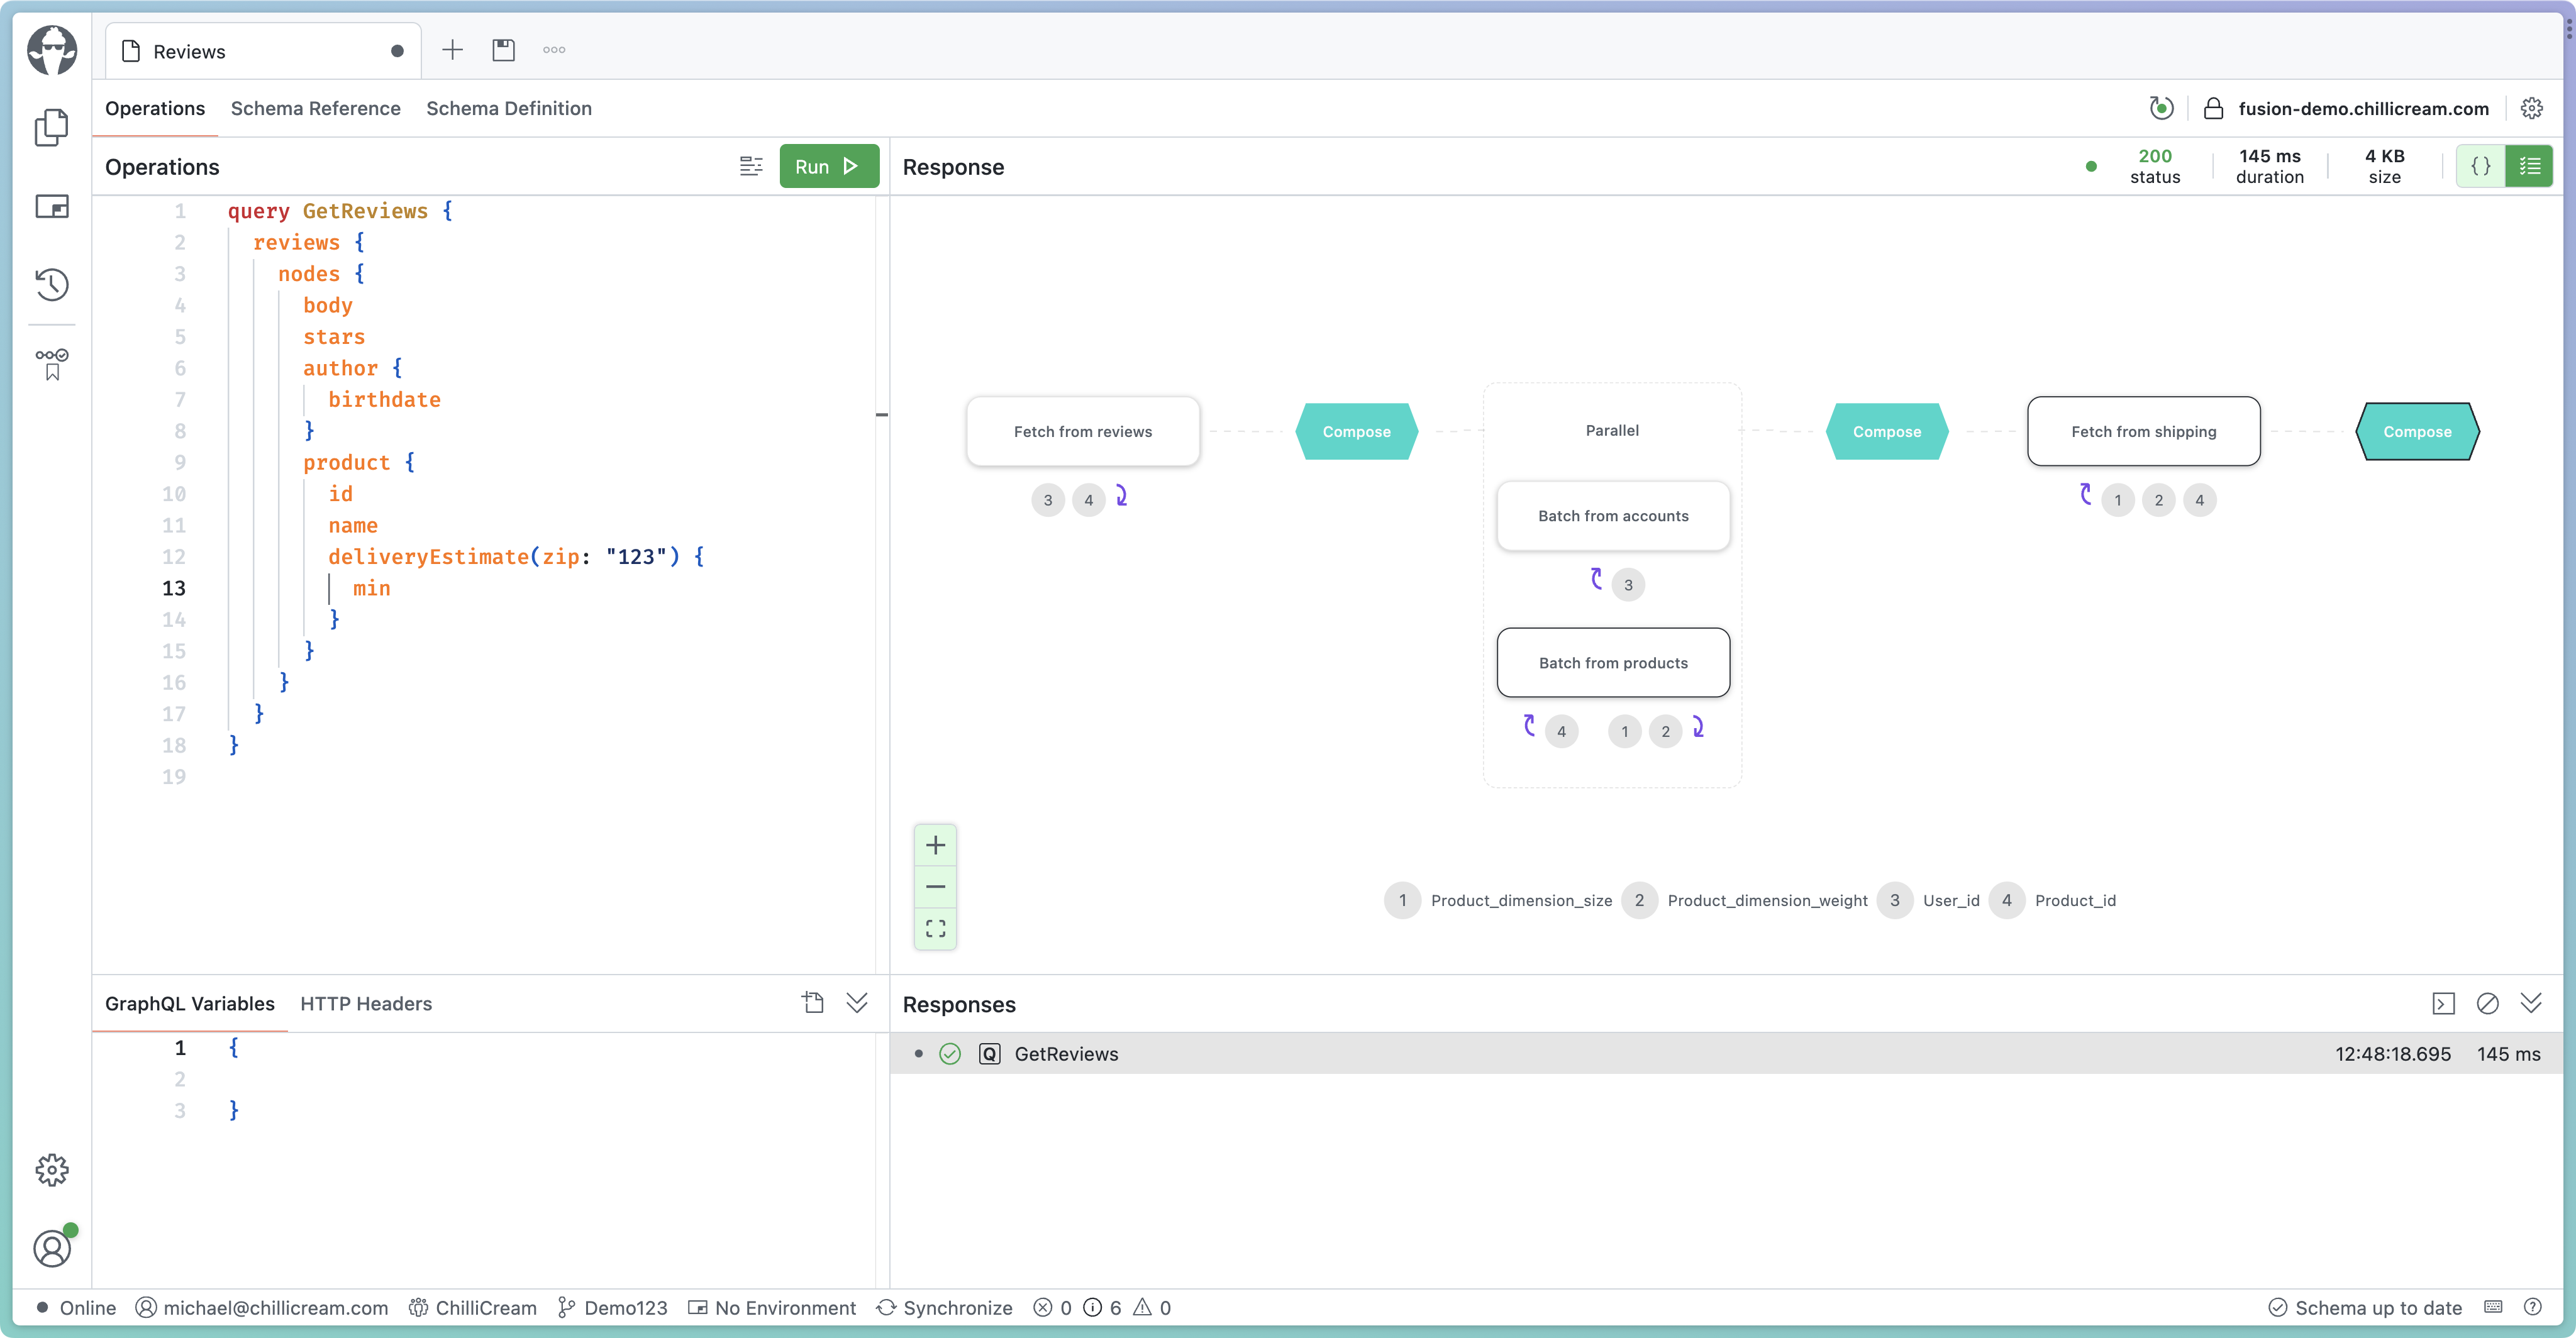 Reviews
Operations Schema Reference Schema Definition
fusion-demo.chillicream.com
Operations
Run
Response
200 status
145 ms duration
4 KB size
{}
1 query GetReviews {
2 reviews {
3 nodes {
4 body
5 stars
6 author {
7 birthdate
8 }
9 product {
10 id
11 name
12 deliveryEstimate(zip: "123") {
13 min
14 }
15 }
16 }
17 }
18 }
19
Fetch from reviews
3 4
Compose
Parallel
Batch from accounts
3
Batch from products
4 1 2
Compose
Fetch from shipping
1 2 4
Compose
1 Product_dimension_size 2 Product_dimension_weight 3 User_id 4 Product_id
GraphQL Variables HTTP Headers
1 {
2
3 }
Responses
Q GetReviews 12:48:18.695 145 ms
Online michael@chillicream.com ChilliCream Demo123 No Environment Synchronize 0 6 0 Schema up to date